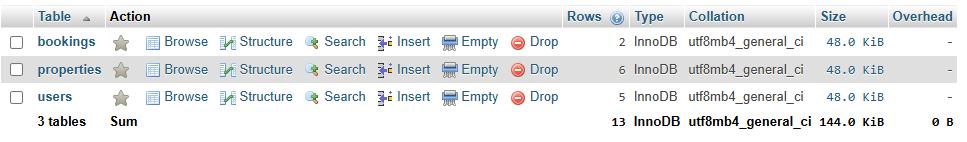 Table Action Rows Type Collation Size Overhead
bookings Browse Structure Search Insert Empty Drop 2 InnoDB utf8mb4_general_ci 48.0 KiB -
properties Browse Structure Search Insert Empty Drop 6 InnoDB utf8mb4_general_ci 48.0 KiB -
users Browse Structure Search Insert Empty Drop 5 InnoDB utf8mb4_general_ci 48.0 KiB -
3 tables Sum 13 InnoDB utf8mb4_general_ci 144.0 KiB 0 B